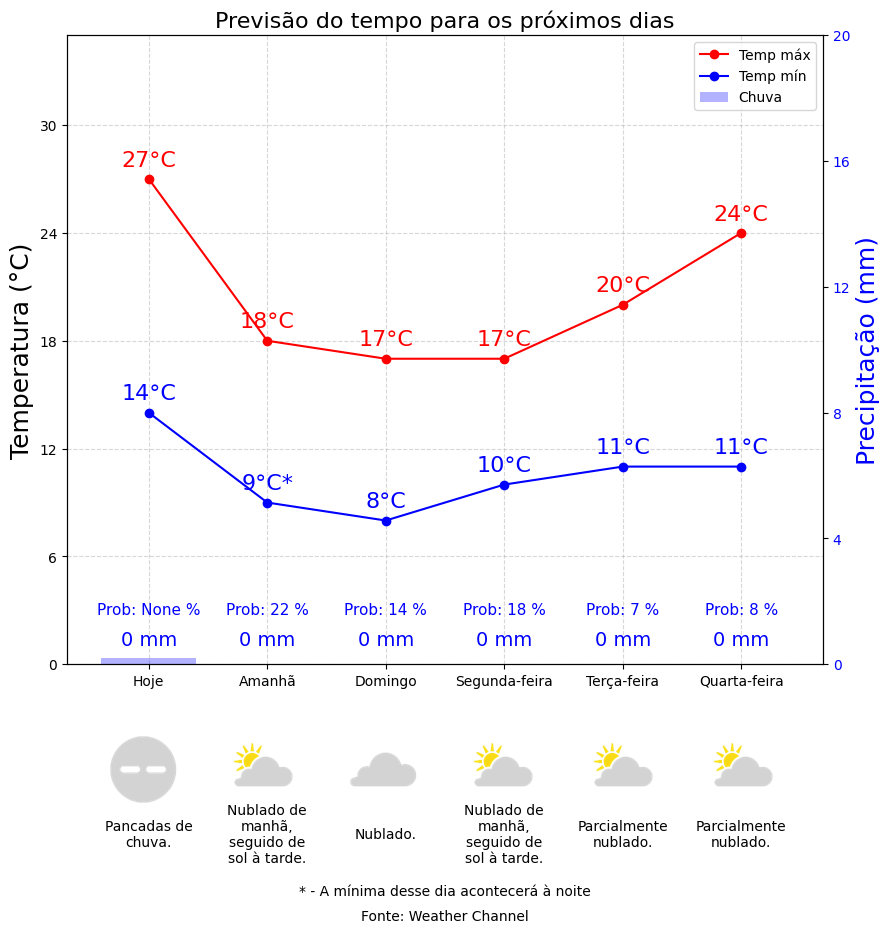 Previsão do tempo para os próximos dias
Temp máx
Temp mín
Chuva
Temperatura (°C)
30
24
18
12
6
0
Precipitação (mm)
20
16
12
8
4
0
27°C
18°C
17°C
17°C
20°C
24°C
14°C
9°C*
8°C
10°C
11°C
11°C
Prob: None %
Prob: 22 %
Prob: 14 %
Prob: 18 %
Prob: 7 %
Prob: 8 %
0 mm
0 mm
0 mm
0 mm
0 mm
0 mm
Hoje
Amanhã
Domingo
Segunda-feira
Terça-feira
Quarta-feira
Pancadas de
chuva.
Nublado de
manhã,
seguido de
sol à tarde.
Nublado.
Nublado de
manhã,
seguido de
sol à tarde.
Parcialmente
nublado.
Parcialmente
nublado.
* - A mínima desse dia acontecerá à noite
Fonte: Weather Channel